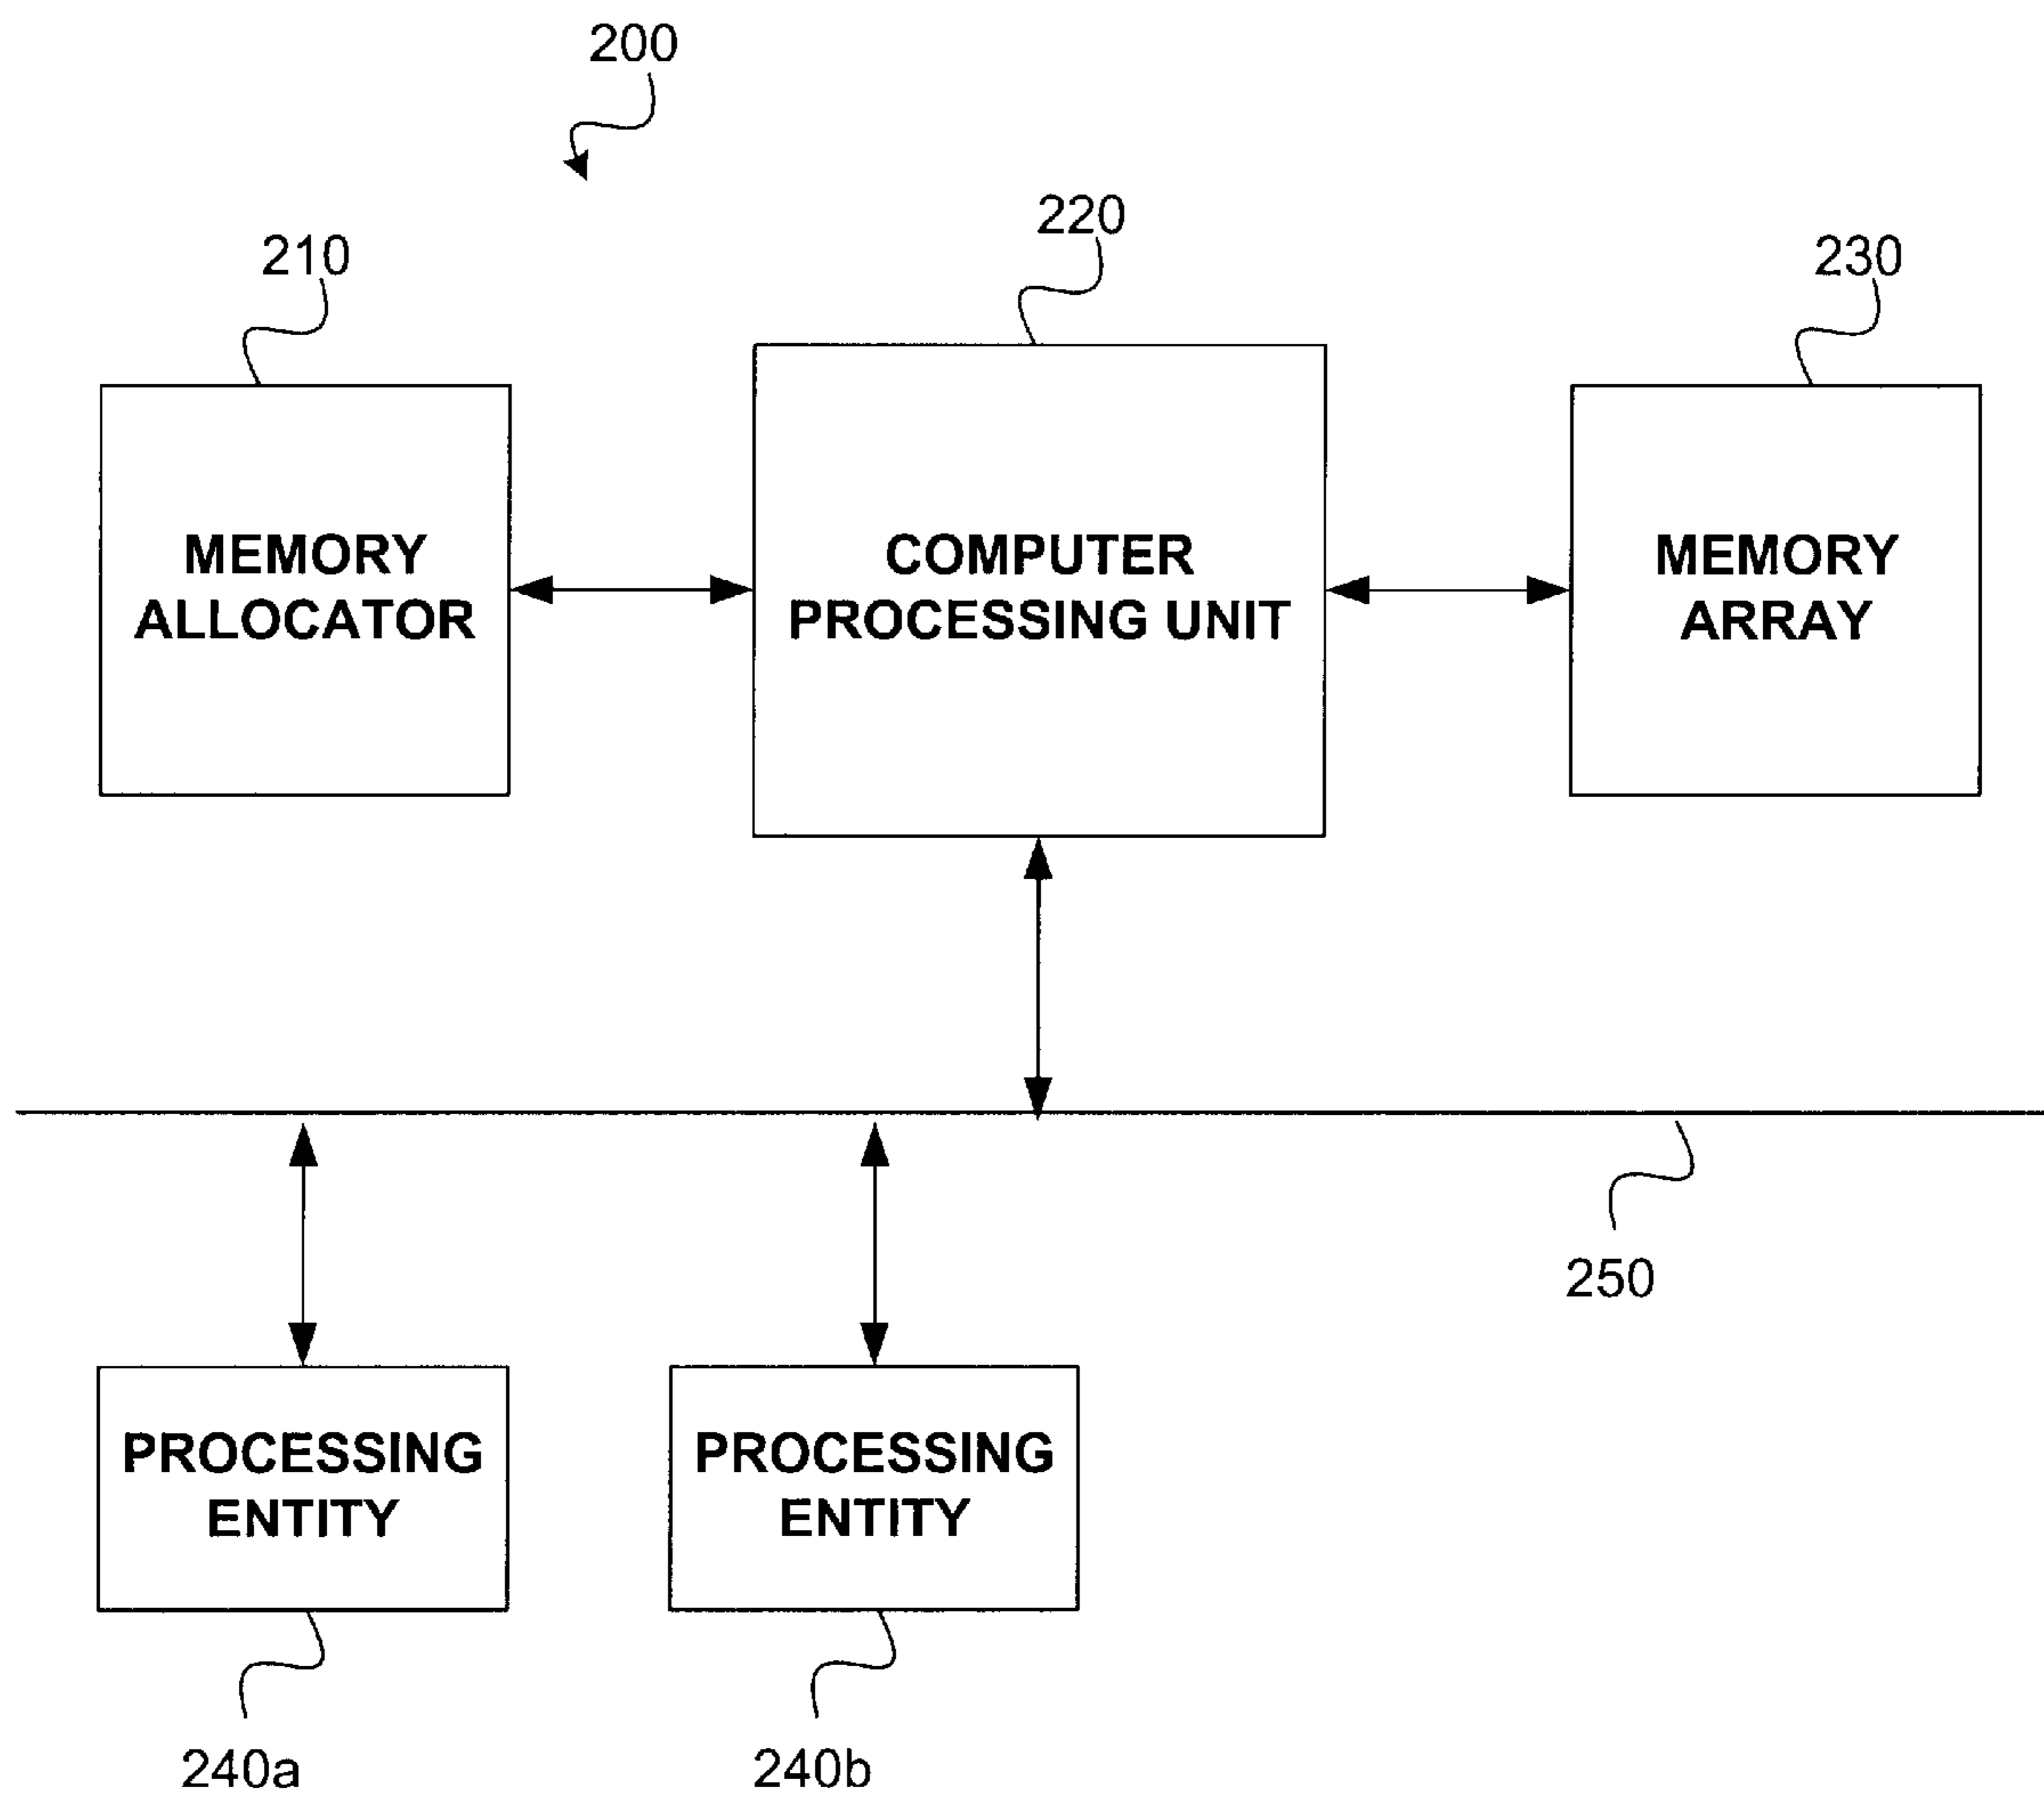 200
210
220
230
MEMORY
ALLOCATOR
COMPUTER
PROCESSING UNIT
MEMORY
ARRAY
250
PROCESSING
ENTITY
PROCESSING
ENTITY
240a
240b